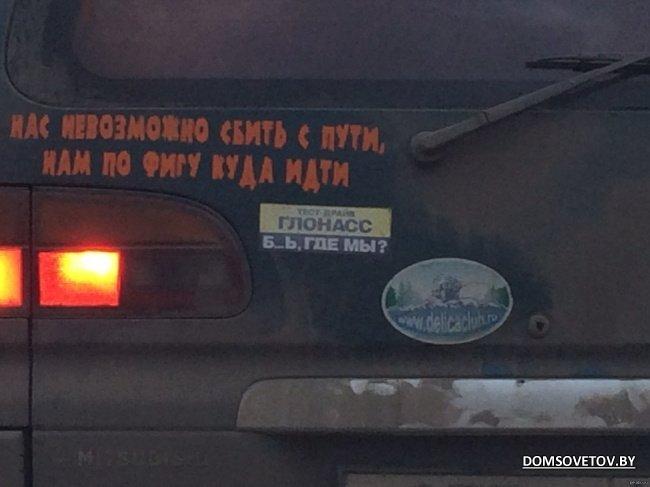 НАС НЕВОЗМОЖНО СБИТЬ С ПУТИ,
НАМ ПО ФИГУ КУДА ИДТИ
ТЕСТ-ДРАЙВ
ГЛОНАСС
Б...Ь, ГДЕ МЫ?
www.delicaclub.ru
MITSUBISHI
DOMSOVETOV.BY